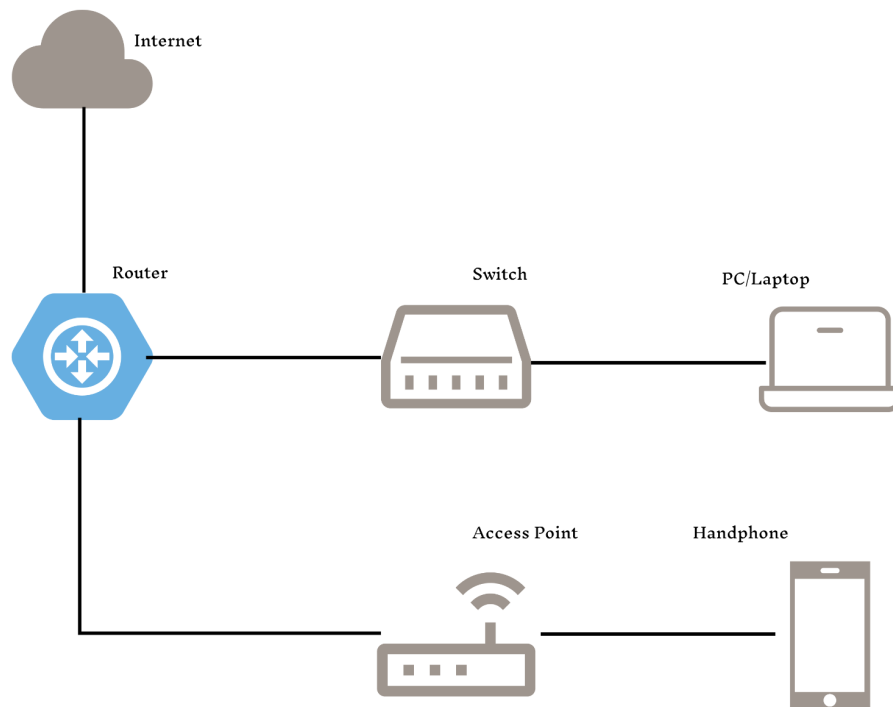 Internet
Router
Switch
PC/Laptop
Access Point
Handphone